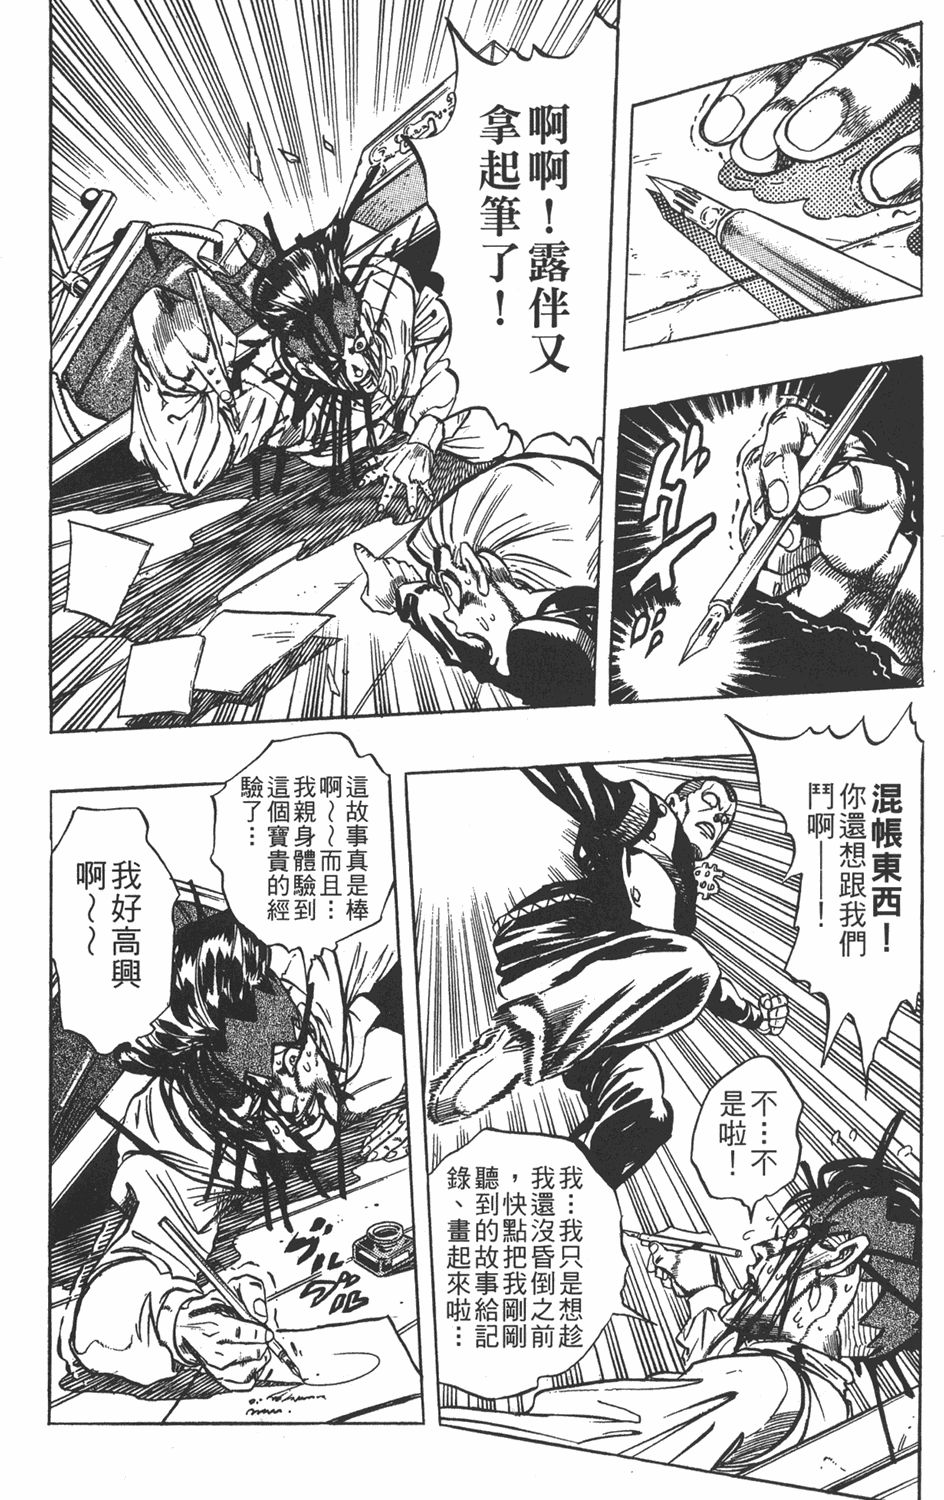 ドドドド
啊啊！露伴又
拿起筆了！
混帳東西！
你還想跟我們
鬥啊——！
不…不
是啦！
我…我只是想趁
我還沒昏倒之前
，快點把我剛剛
聽到的故事給記
錄、畫起來啦…
這故事真是棒
啊～～而且…
我親身體驗到
這個寶貴的經
驗了…
我好高興
啊～～